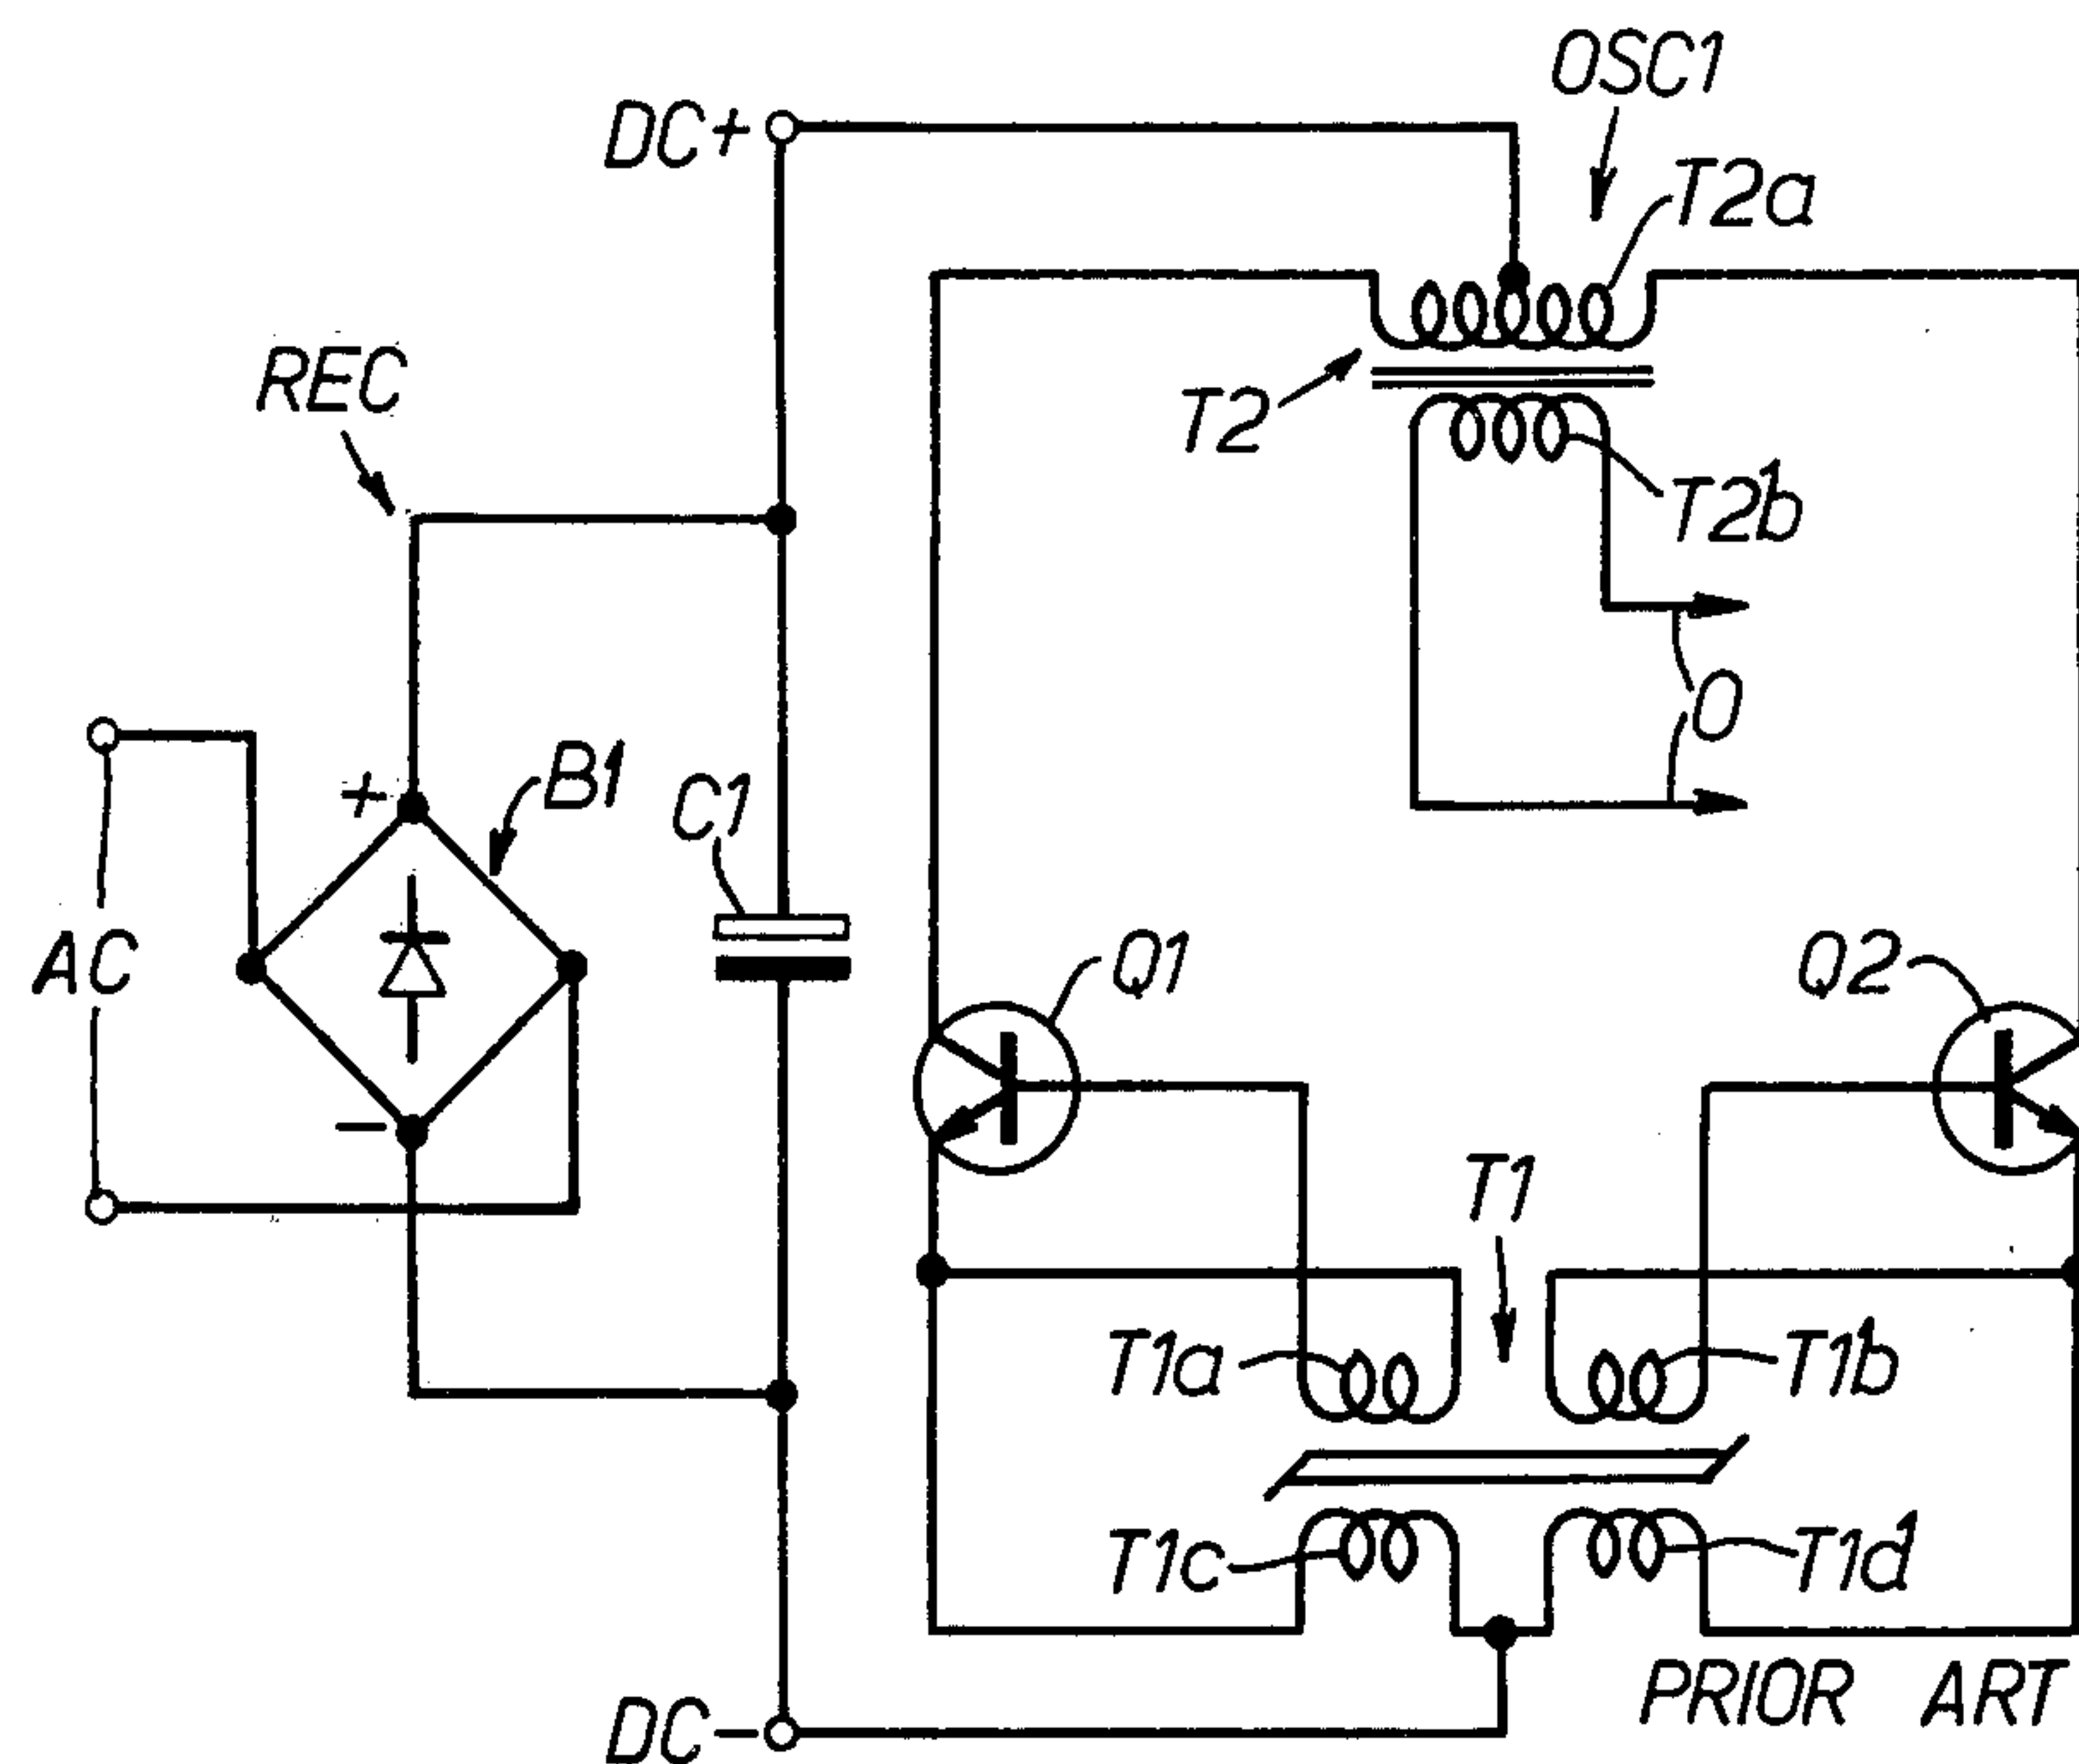 OSC1
DC+
T2a
REC
T2
T2b
O
B1
+
C1
AC
Q1
Q2
−
T1
T1a
T1b
T1c
T1d
PRIOR ART
DC−